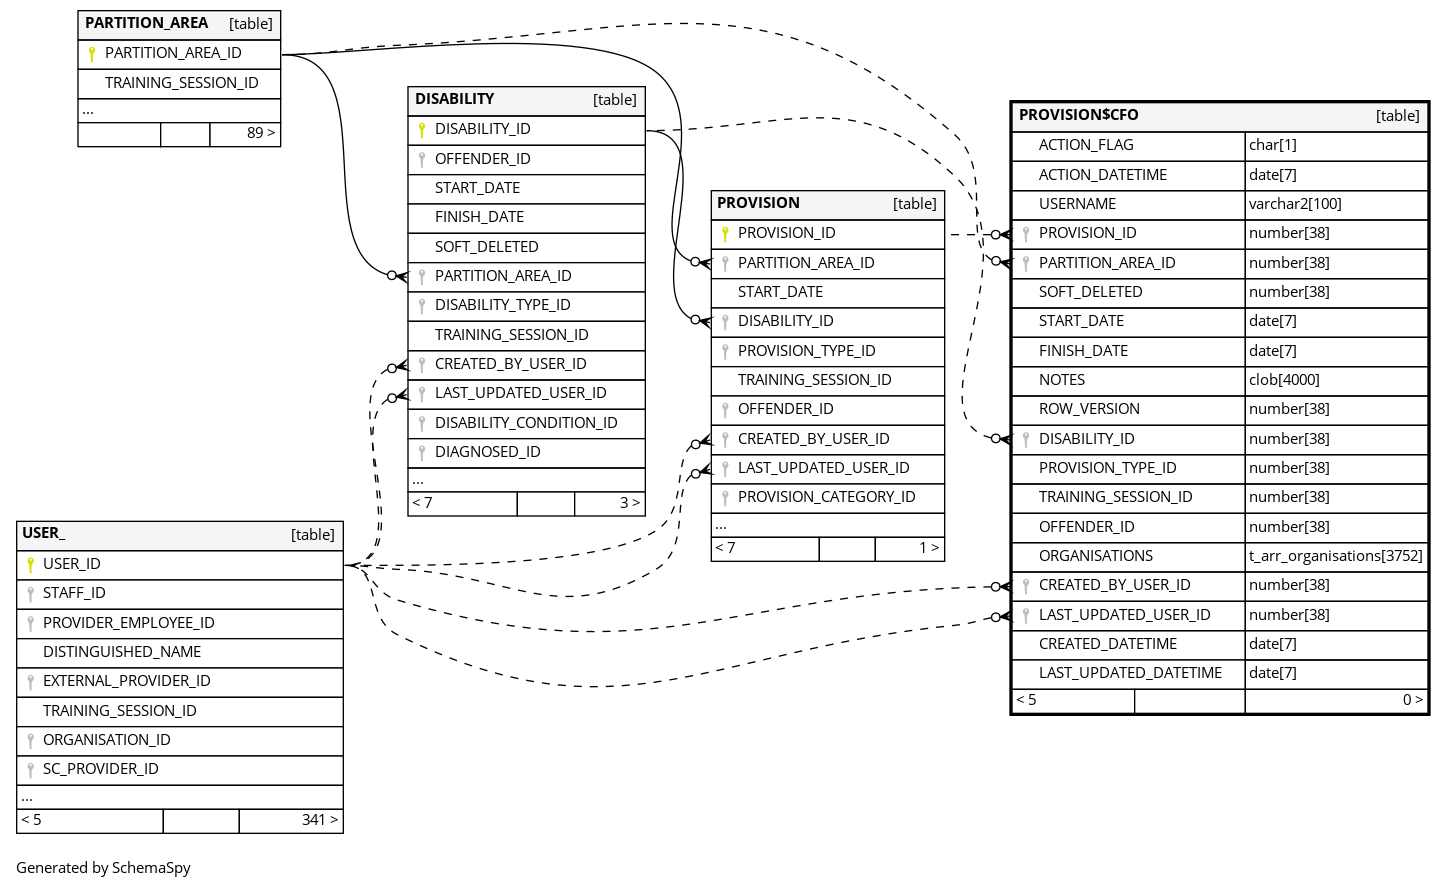 PARTITION_AREA [table]
PARTITION_AREA_ID
TRAINING_SESSION_ID
...
89 >
DISABILITY [table]
DISABILITY_ID
OFFENDER_ID
START_DATE
FINISH_DATE
SOFT_DELETED
PARTITION_AREA_ID
DISABILITY_TYPE_ID
TRAINING_SESSION_ID
CREATED_BY_USER_ID
LAST_UPDATED_USER_ID
DISABILITY_CONDITION_ID
DIAGNOSED_ID
...
< 7 3 >
PROVISION [table]
PROVISION_ID
PARTITION_AREA_ID
START_DATE
DISABILITY_ID
PROVISION_TYPE_ID
TRAINING_SESSION_ID
OFFENDER_ID
CREATED_BY_USER_ID
LAST_UPDATED_USER_ID
PROVISION_CATEGORY_ID
...
< 7 1 >
PROVISION$CFO [table]
ACTION_FLAG char[1]
ACTION_DATETIME date[7]
USERNAME varchar2[100]
PROVISION_ID number[38]
PARTITION_AREA_ID number[38]
SOFT_DELETED number[38]
START_DATE date[7]
FINISH_DATE date[7]
NOTES clob[4000]
ROW_VERSION number[38]
DISABILITY_ID number[38]
PROVISION_TYPE_ID number[38]
TRAINING_SESSION_ID number[38]
OFFENDER_ID number[38]
ORGANISATIONS t_arr_organisations[3752]
CREATED_BY_USER_ID number[38]
LAST_UPDATED_USER_ID number[38]
CREATED_DATETIME date[7]
LAST_UPDATED_DATETIME date[7]
< 5 0 >
USER_ [table]
USER_ID
STAFF_ID
PROVIDER_EMPLOYEE_ID
DISTINGUISHED_NAME
EXTERNAL_PROVIDER_ID
TRAINING_SESSION_ID
ORGANISATION_ID
SC_PROVIDER_ID
...
< 5 341 >
Generated by SchemaSpy